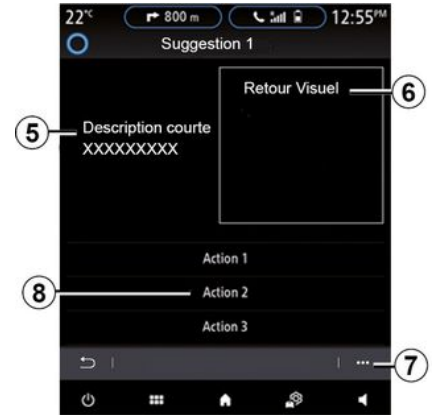 22°C
800 m
12:55PM
Suggestion 1
Retour Visuel
6
5
Description courte
XXXXXXXXX
Action 1
8
Action 2
Action 3
7